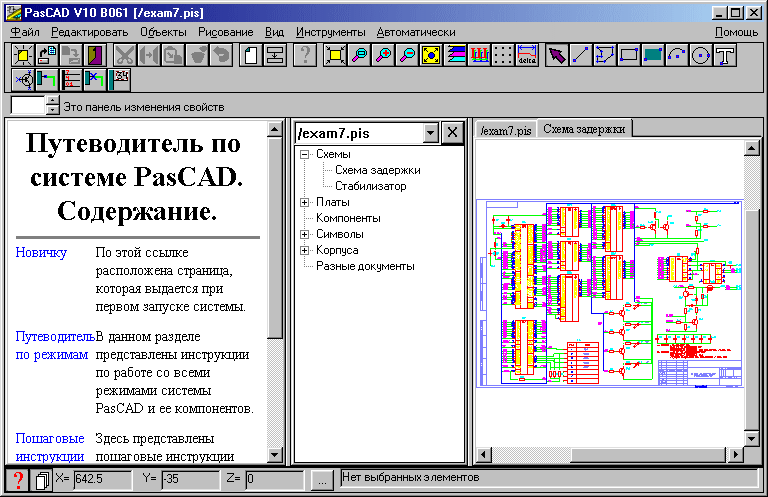 PasCAD V10 B061 [/exam7.pis]
Файл Редактировать Объекты Рисование Вид Инструменты Автоматически Помощь
delta
Это панель изменения свойств
Путеводитель по
системе PasCAD.
Содержание.
Новичку
По этой ссылке
расположена страница,
которая выдается при
первом запуске системы.
Путеводитель
по режимам
В данном разделе
представлены инструкции
по работе со всеми
режимами системы
PasCAD и ее компонентов.
Пошаговые
инструкции
Здесь представлены
пошаговые инструкции
/exam7.pis
Схемы
Схема задержки
Стабилизатор
Платы
Компоненты
Символы
Корпуса
Разные документы
/exam7.pis Схема задержки
X= 642.5 Y= -35 Z= 0 ... Нет выбранных элементов